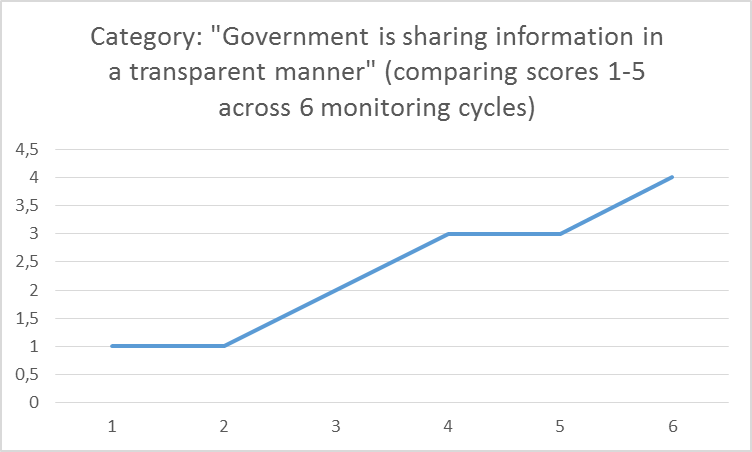 Category: "Government is sharing information in
a transparent manner" (comparing scores 1-5
across 6 monitoring cycles)
4,5
4
3,5
3
2,5
2
1,5
1
0,5
0
1 2 3 4 5 6